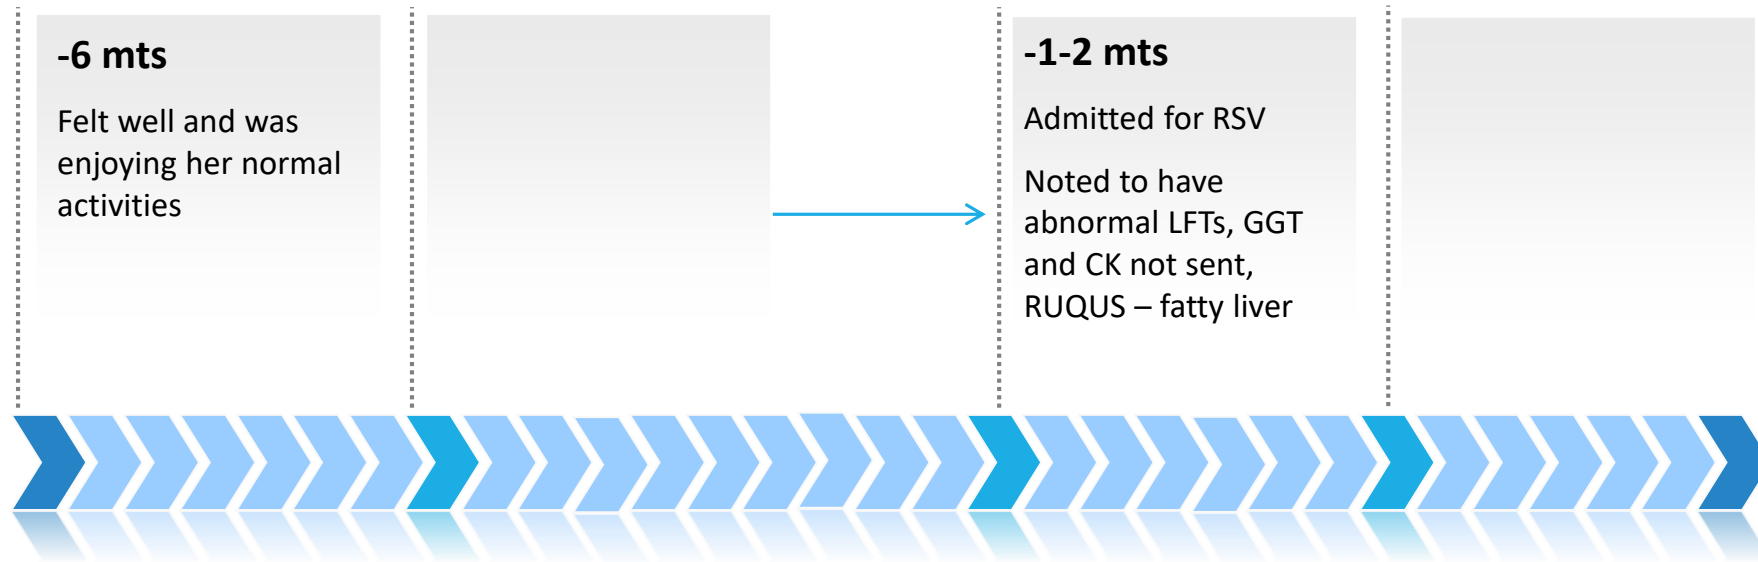 -6 mts
Felt well and was
enjoying her normal
activities
-1-2 mts
Admitted for RSV
Noted to have
abnormal LFTs, GGT
and CK not sent,
RUQUS – fatty liver